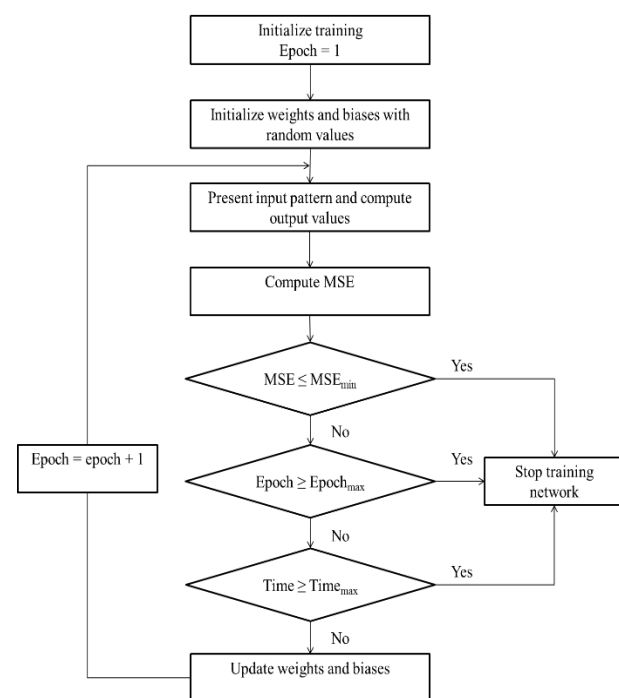 Initialize training
Epoch = 1
Initialize weights and biases with
random values
Present input pattern and compute
output values
Compute MSE
MSE ≤ MSEmin
Yes
No
Epoch = epoch + 1
Epoch ≥ Epochmax
Yes
Stop training
network
No
Time ≥ Timemax
Yes
No
Update weights and biases